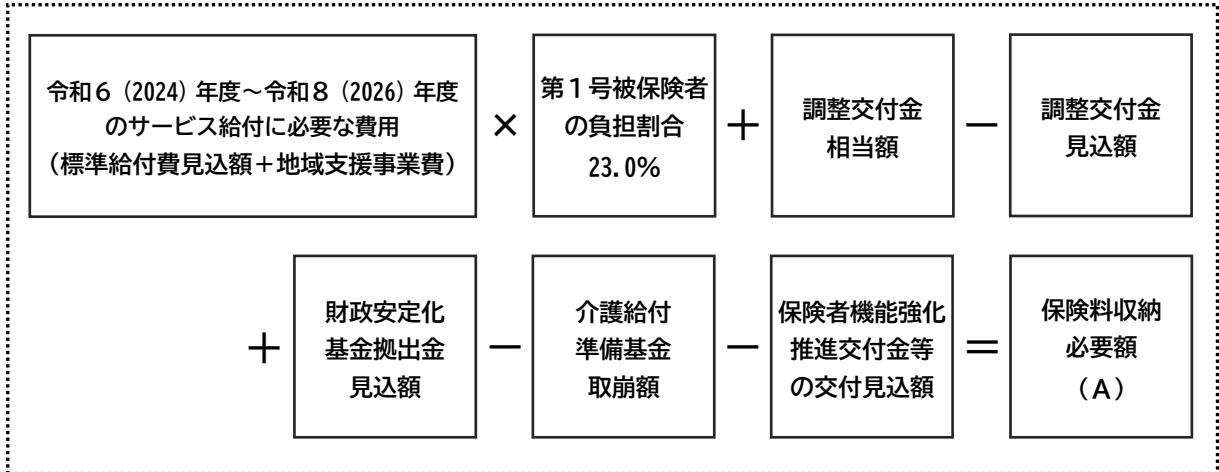 令和6 (2024) 年度~令和8 (2026) 年度
のサービス給付に必要な費用
(標準給付費見込額+地域支援事業費)
×
第1号被保険者
の負担割合
23.0%
+
調整交付金
相当額
-
調整交付金
見込額
+
財政安定化
基金拠出金
見込額
-
介護給付
準備基金
取崩額
-
保険者機能強化
推進交付金等
の交付見込額
=
保険料収納
必要額
(A)